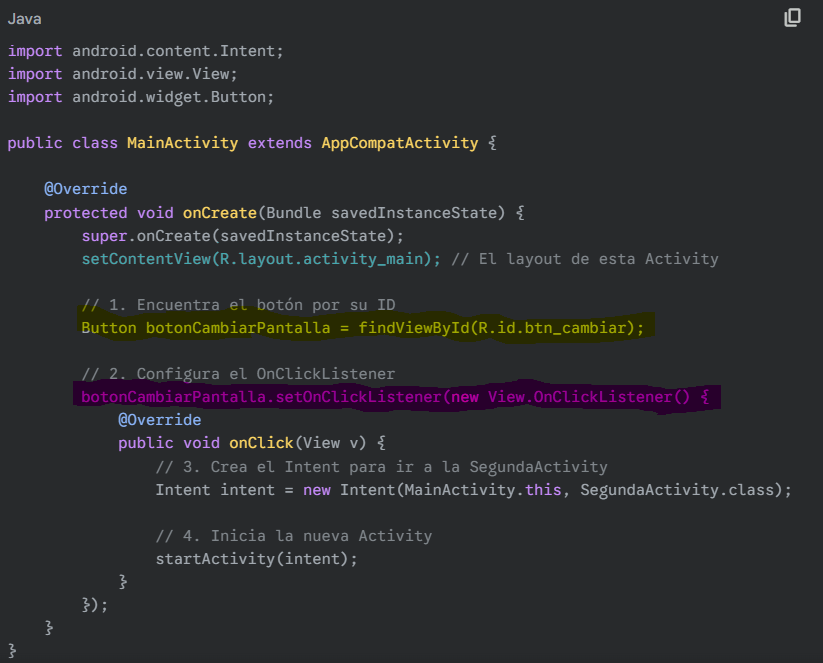 Java
import android.content.Intent;
import android.view.View;
import android.widget.Button;
public class MainActivity extends AppCompatActivity {
@Override
protected void onCreate(Bundle savedInstanceState) {
super.onCreate(savedInstanceState);
setContentView(R.layout.activity_main); // El layout de esta Activity
// 1. Encuentra el botón por su ID
Button botonCambiarPantalla = findViewById(R.id.btn_cambiar);
// 2. Configura el OnClickListener
botonCambiarPantalla.setOnClickListener(new View.OnClickListener() {
@Override
public void onClick(View v) {
// 3. Crea el Intent para ir a la SegundaActivity
Intent intent = new Intent(MainActivity.this, SegundaActivity.class);
// 4. Inicia la nueva Activity
startActivity(intent);
}
});
}
}